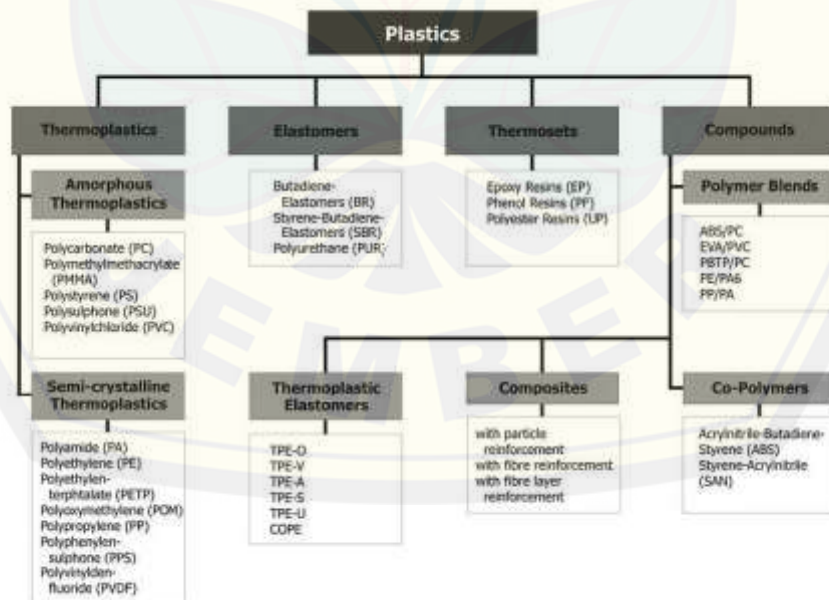 Plastics
Thermoplastics
Elastomers
Thermosets
Compounds
Amorphous
Thermoplastics
Polycarbonate (PC)
Polymethylmethacrylate
(PMMA)
Polystyrene (PS)
Polysulphone (PSU)
Polyvinylchloride (PVC)
Semi-crystalline
Thermoplastics
Polyamide (PA)
Polyethylene (PE)
Polyethylen-
terphtalate (PETP)
Polyoxymethylene (POM)
Polypropylene (PP)
Polyphenylen-
sulphone (PPS)
Polyvinylden-
fluoride (PVDF)
Butadiene-
Elastomers (BR)
Styrene-Butadiene-
Elastomers (SBR)
Polyurethane (PUR)
Epoxy Resins (EP)
Phenol Resins (PF)
Polyester Resins (UP)
Polymer Blends
ABS/PC
EVA/PVC
PBTP/PC
PE/PA6
PP/PA
Thermoplastic
Elastomers
TPE-O
TPE-V
TPE-A
TPE-S
TPE-U
COPE
Composites
with particle
reinforcement
with fibre reinforcement
with fibre layer
reinforcement
Co-Polymers
Acrylnitrile-Butadiene-
Styrene (ABS)
Styrene-Acrylnitrile
(SAN)
EMBER